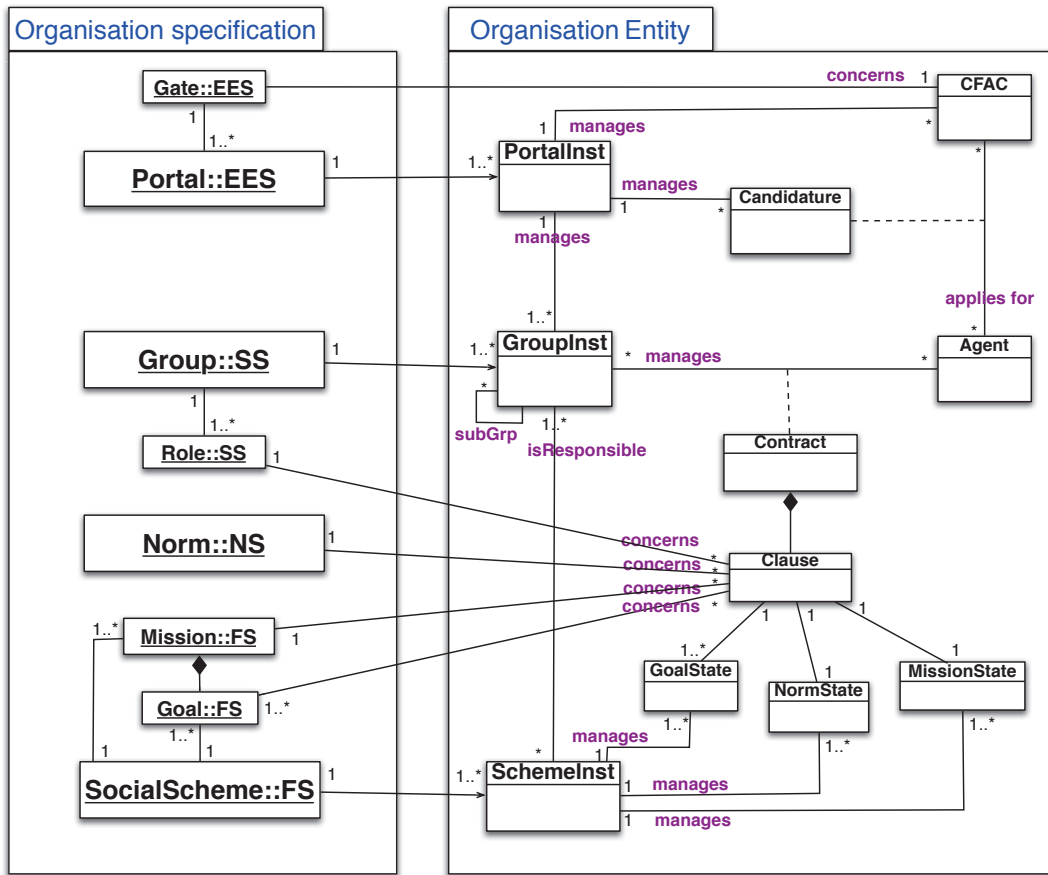 Organisation specification
Organisation Entity
Gate::EES
concerns
1
CFAC
1
1..*
1
manages
*
*
Portal::EES
1
1..*
PortalInst
manages
1
*
Candidature
1
manages
applies for
1..*
*
Group::SS
1
1..*
GroupInst
*
manages
*
Agent
1
1..*
*
subGrp
1..*
isResponsible
Role::SS
1
Contract
Norm::NS
1
concerns
*
concerns
*
concerns
*
concerns
*
Clause
1..*
Mission::FS
1
1
1
1
Goal::FS
1..*
1..*
GoalState
1
NormState
1
MissionState
1..*
1
1
1..*
1..*
1..*
*
manages
1
SocialScheme::FS
1
1..*
SchemeInst
1
manages
1
manages